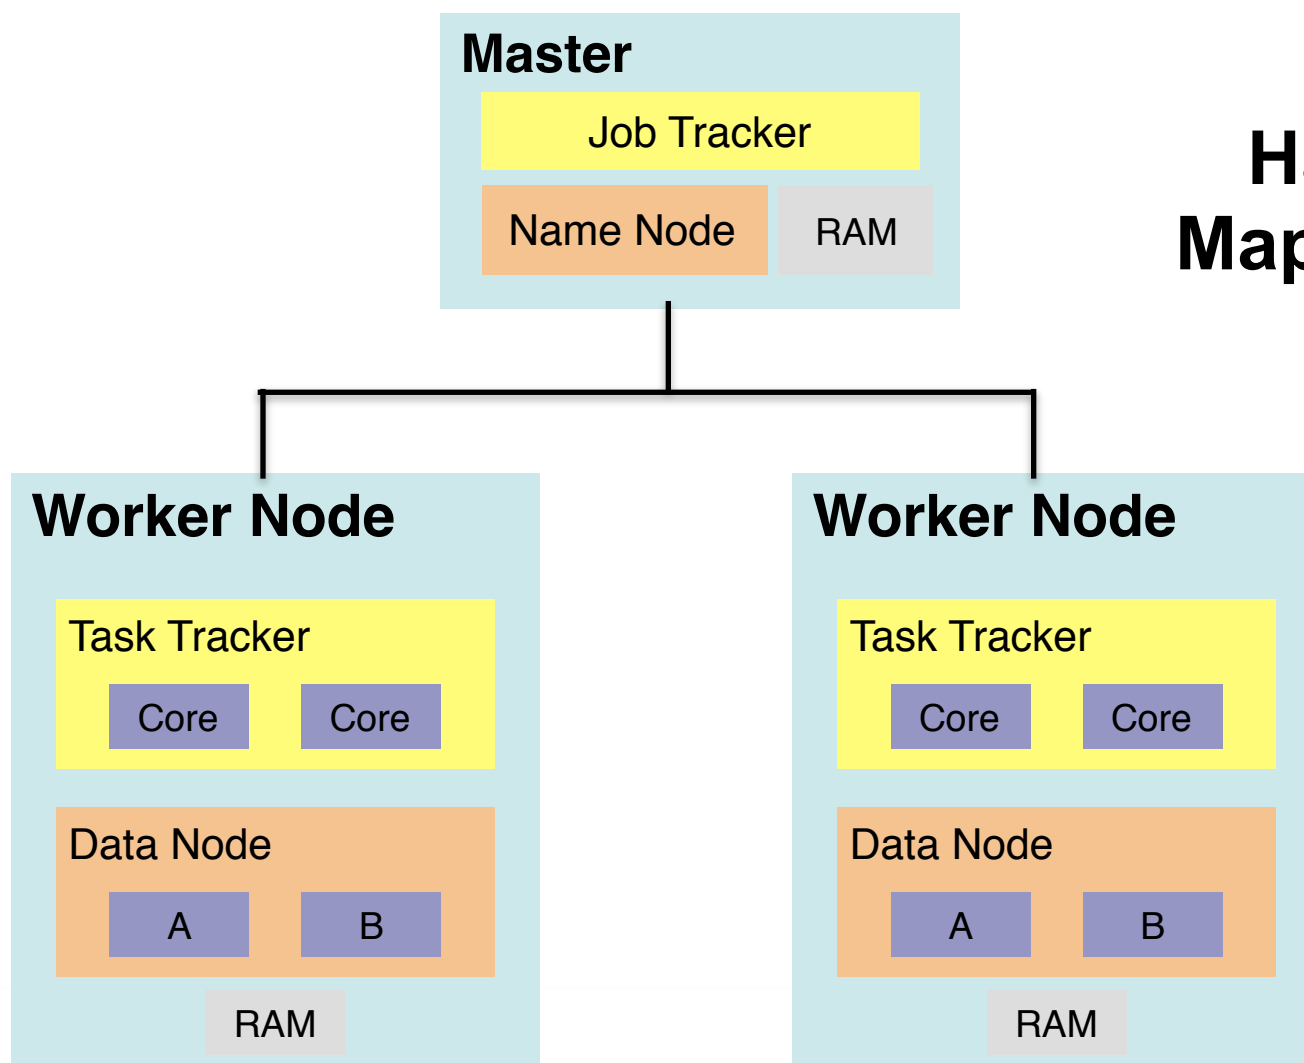 Master
Job Tracker
Name Node
RAM
Worker Node
Task Tracker
Core
Core
Data Node
A
B
RAM
Worker Node
Task Tracker
Core
Core
Data Node
A
B
RAM